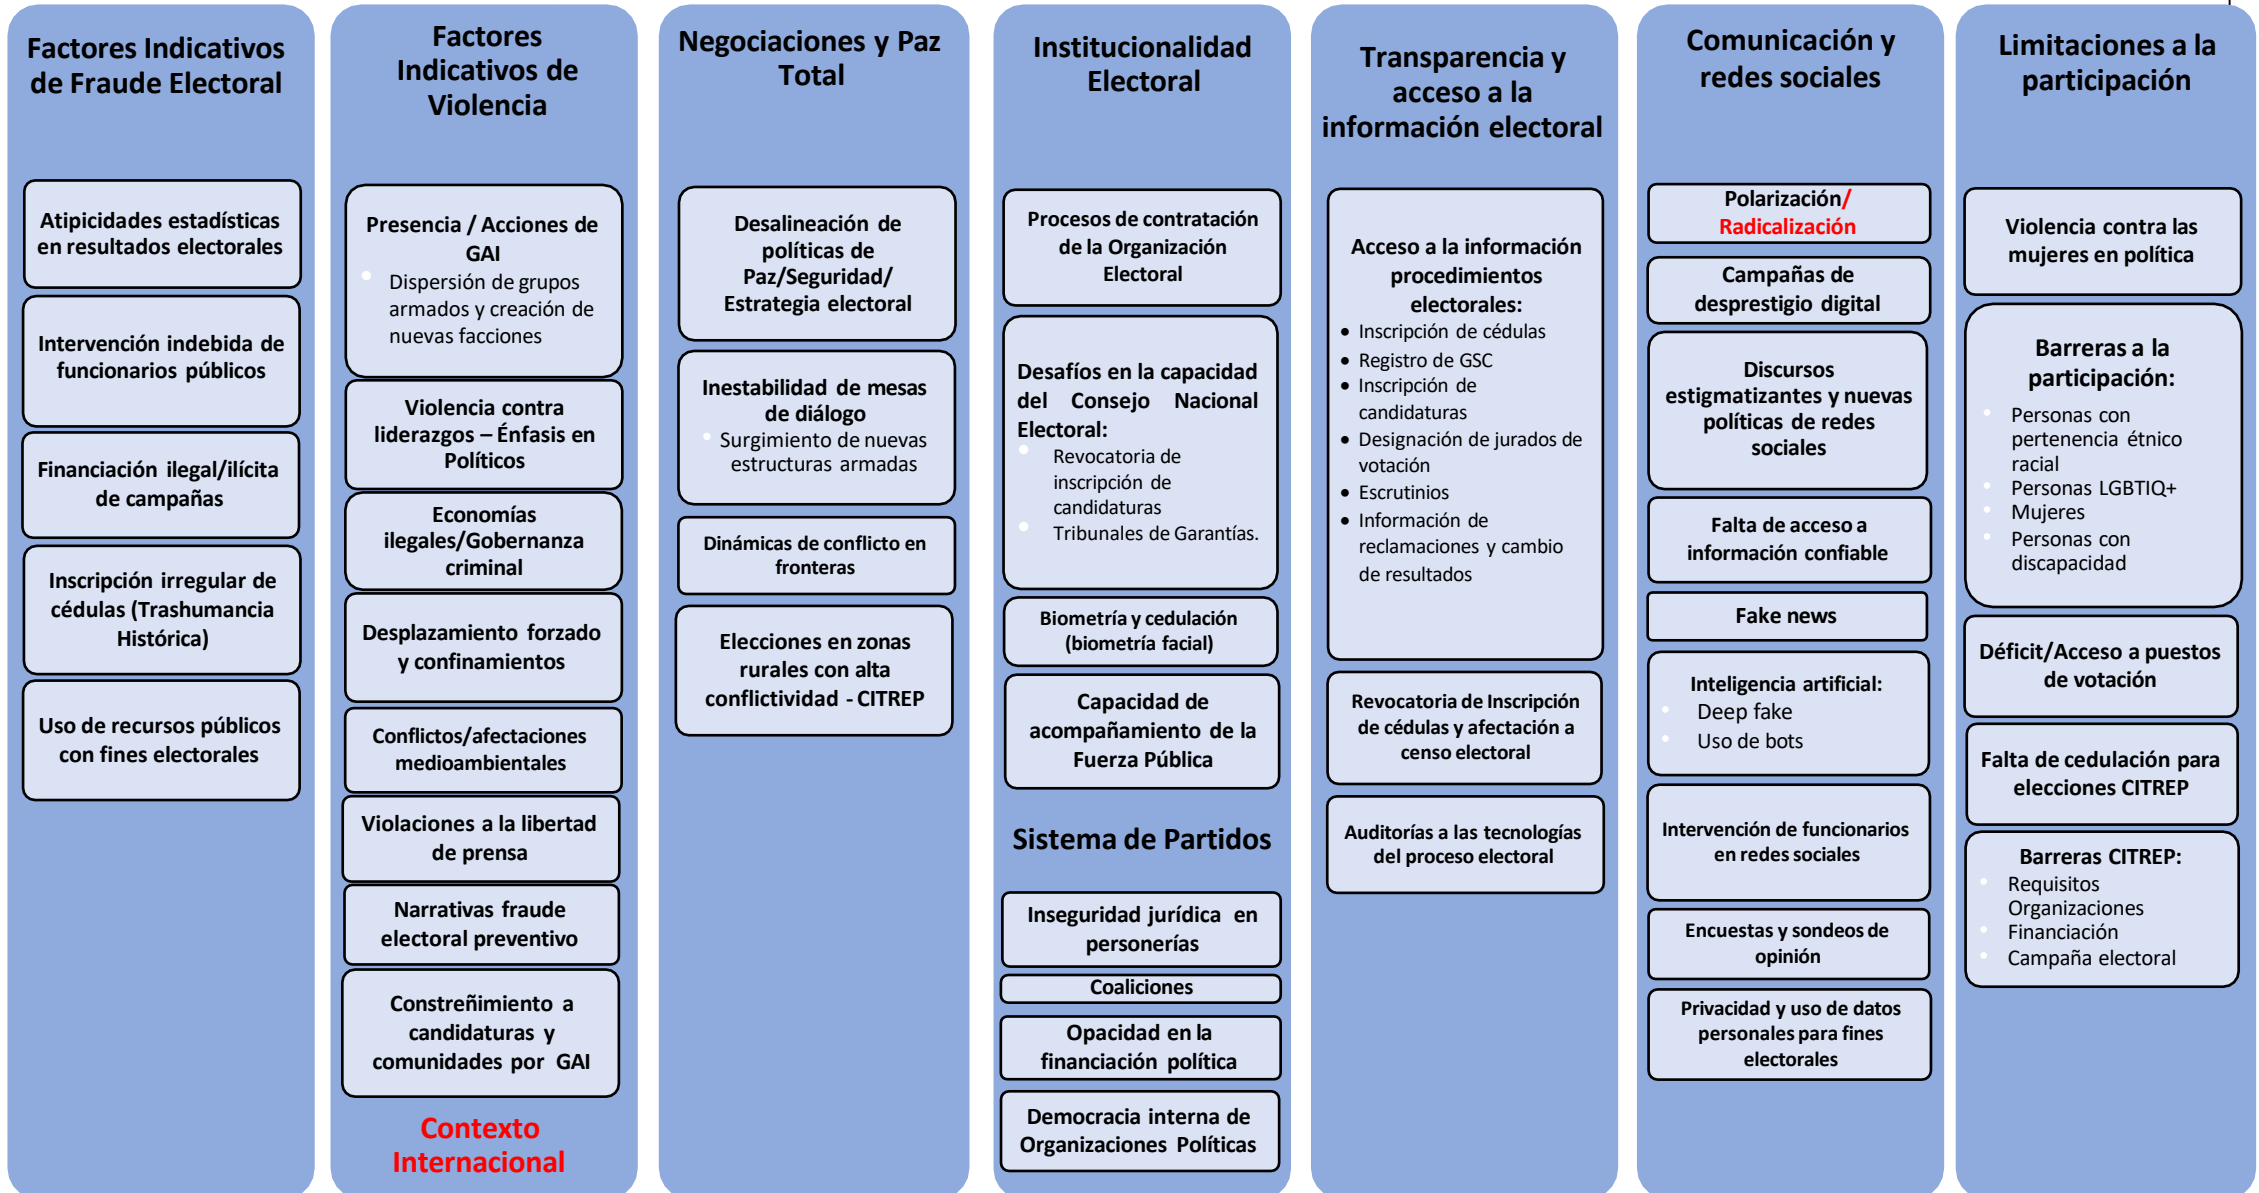 Factores Indicativos
de Fraude Electoral
Atipicidades estadísticas
en resultados electorales
Intervención indebida de
funcionarios públicos
Financiación ilegal/ilícita
de campañas
Inscripción irregular de
cédulas (Trashumancia
Histórica)
Uso de recursos públicos
con fines electorales
Factores
Indicativos de
Violencia
Presencia / Acciones de
GAI
Dispersión de grupos
armados y creación de
nuevas facciones
Violencia contra
liderazgos – Énfasis en
Políticos
Economías
ilegales/Gobernanza
criminal
Desplazamiento forzado
y confinamientos
Conflictos/afectaciones
medioambientales
Violaciones a la libertad
de prensa
Narrativas fraude
electoral preventivo
Constreñimiento a
candidaturas y
comunidades por GAI
Contexto
Internacional
Negociaciones y Paz
Total
Desalineación de
políticas de
Paz/Seguridad/
Estrategia electoral
Inestabilidad de mesas
de diálogo
• Surgimiento de nuevas
estructuras armadas
Dinámicas de conflicto en
fronteras
Elecciones en zonas
rurales con alta
conflictividad - CITREP
Institucionalidad
Electoral
Procesos de contratación
de la Organización
Electoral
Desafíos en la capacidad
del Consejo Nacional
Electoral:
• Revocatoria de
inscripción de
candidaturas
• Tribunales de Garantías.
Biometría y cedulación
(biometría facial)
Capacidad de
acompañamiento de la
Fuerza Pública
Sistema de Partidos
Inseguridad jurídica en
personerías
Coaliciones
Opacidad en la
financiación política
Democracia interna de
Organizaciones Políticas
Transparencia y
acceso a la
información electoral
Acceso a la información
procedimientos
electorales:
• Inscripción de cédulas
• Registro de GSC
• Inscripción de
candidaturas
• Designación de jurados de
votación
• Escrutinios
• Información de
reclamaciones y cambio
de resultados
Revocatoria de Inscripción
de cédulas y afectación a
censo electoral
Auditorías a las tecnologías
del proceso electoral
Comunicación y
redes sociales
Polarización/
Radicalización
Campañas de
desprestigio digital
Discursos
estigmatizantes y nuevas
políticas de redes
sociales
Falta de acceso a
información confiable
Fake news
Inteligencia artificial:
• Deep fake
• Uso de bots
Intervención de funcionarios
en redes sociales
Encuestas y sondeos de
opinión
Privacidad y uso de datos
personales para fines
electorales
Limitaciones a la
participación
Violencia contra las
mujeres en política
Barreras a la
participación:
• Personas con
pertenencia étnico
racial
• Personas LGBTIQ+
• Mujeres
• Personas con
discapacidad
Déficit/Acceso a puestos
de votación
Falta de cedulación para
elecciones CITREP
Barreras CITREP:
• Requisitos
Organizaciones
• Financiación
• Campaña electoral